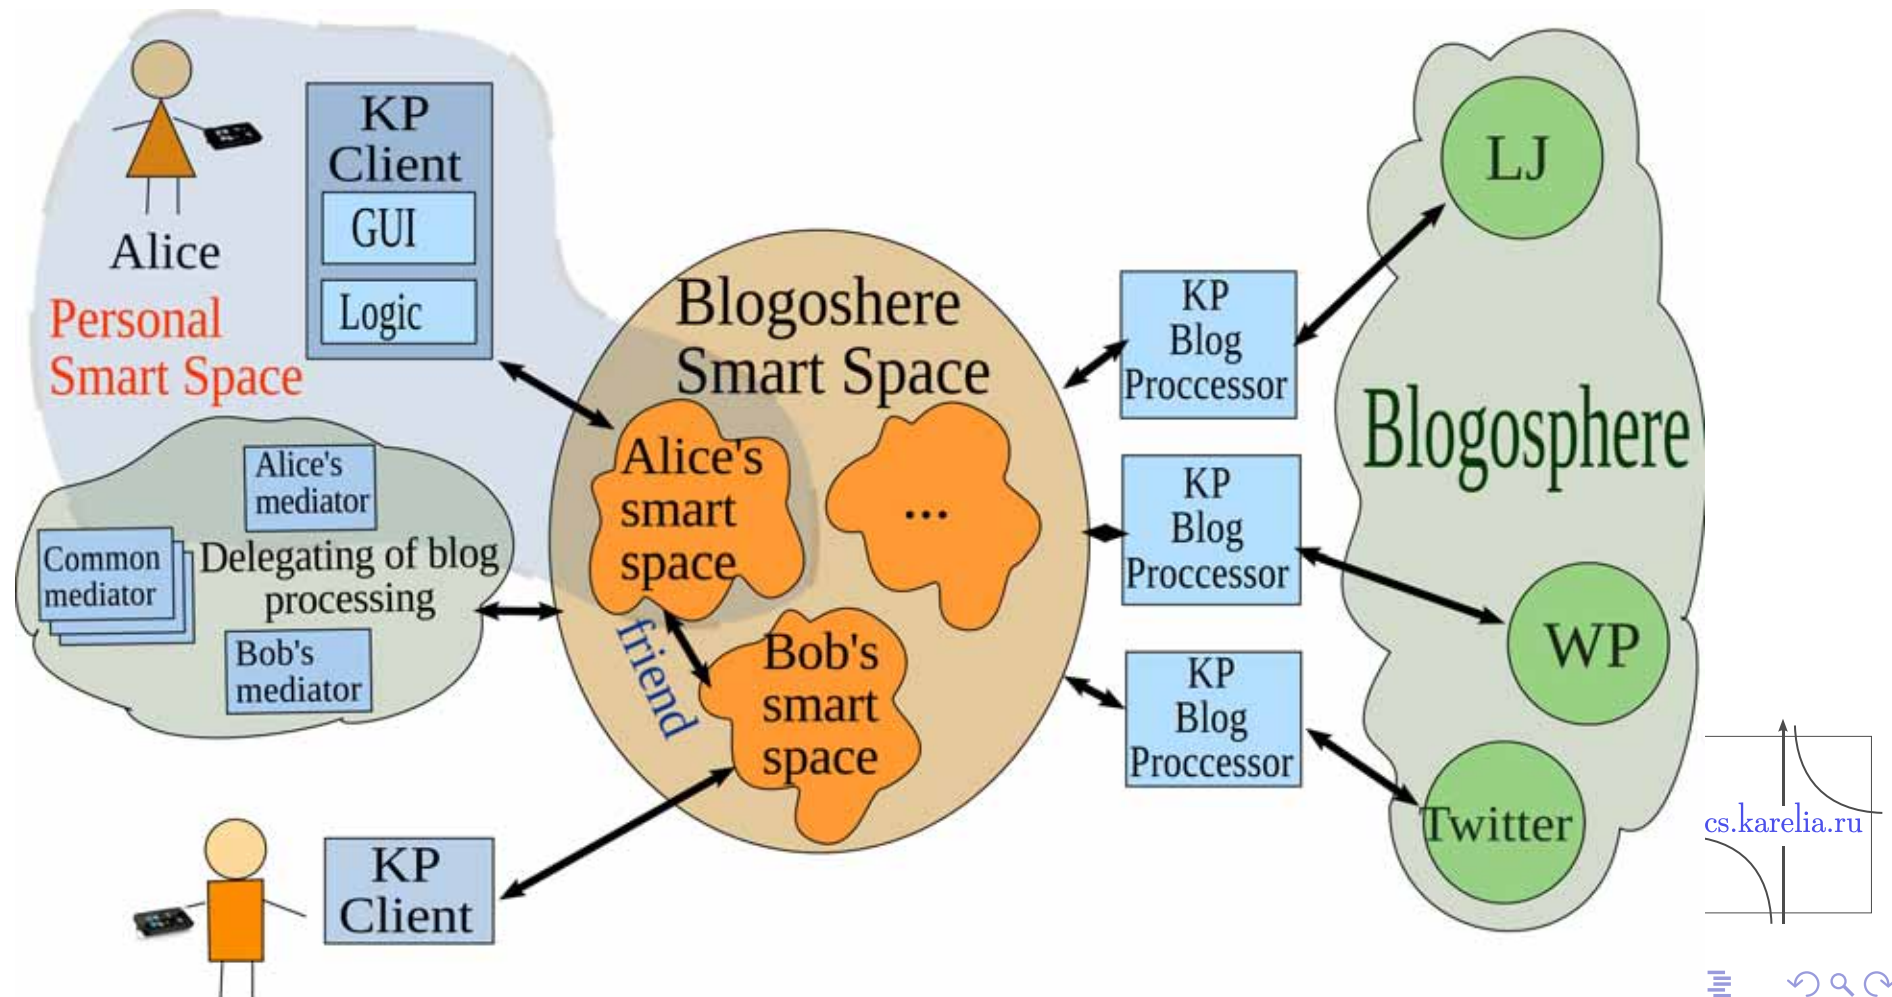 KP
Client
GUI
Logic
Alice
Personal
Smart Space
Alice's
mediator
Common
mediator
Delegating of blog
processing
Bob's
mediator
KP
Client
Blogoshere
Smart Space
Alice's
smart
space
...
friend
Bob's
smart
space
KP
Blog
Proccessor
KP
Blog
Proccessor
KP
Blog
Proccessor
LJ
Blogosphere
WP
Twitter
cs.karelia.ru